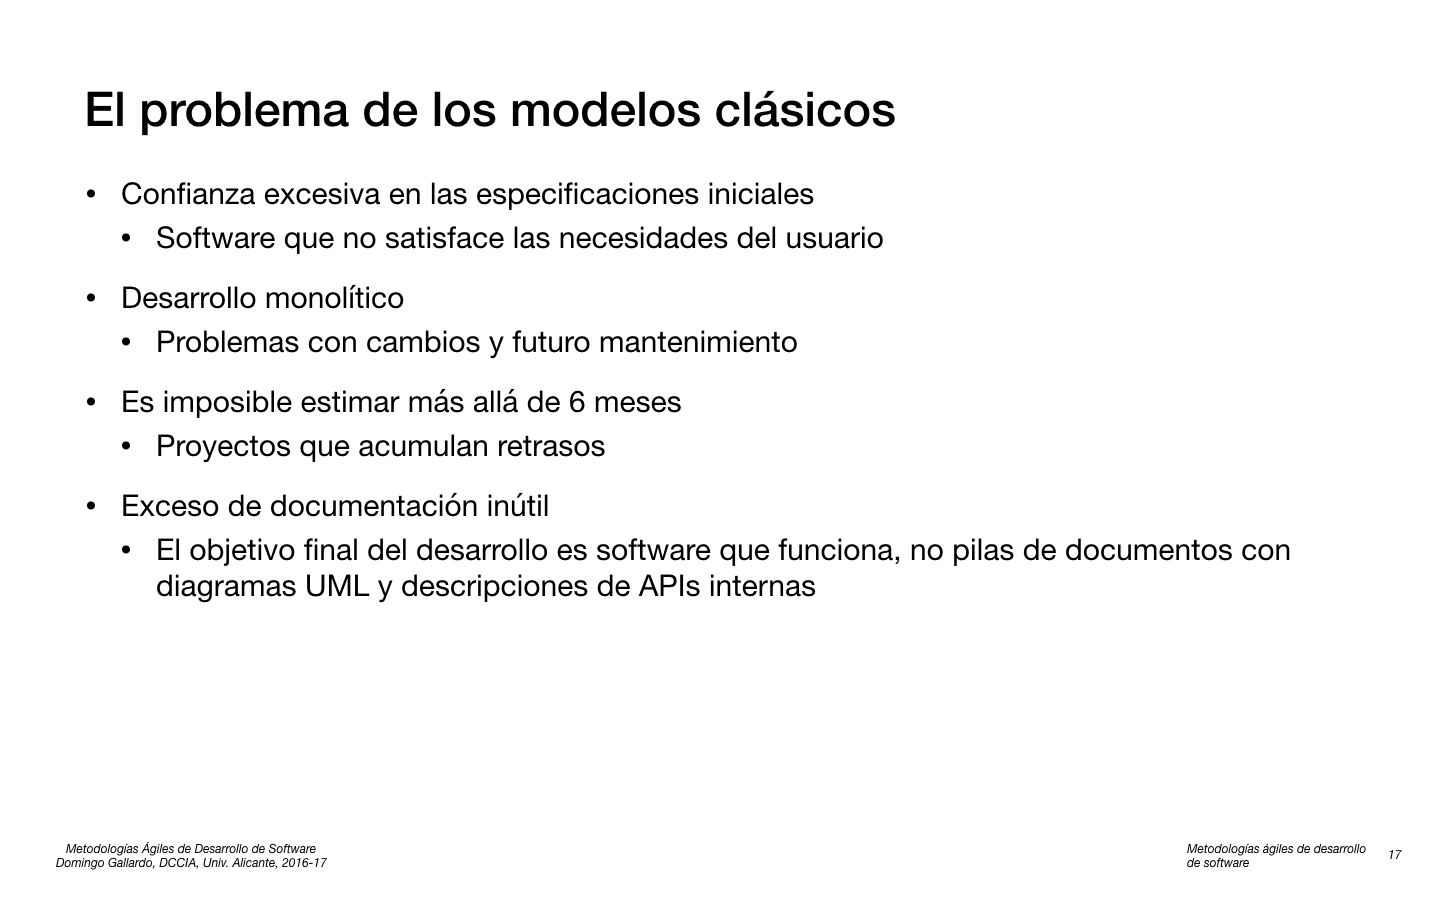 El problema de los modelos clásicos
• Confianza excesiva en las especificaciones iniciales
• Software que no satisface las necesidades del usuario
• Desarrollo monolítico
• Problemas con cambios y futuro mantenimiento
• Es imposible estimar más allá de 6 meses
• Proyectos que acumulan retrasos
• Exceso de documentación inútil
• El objetivo final del desarrollo es software que funciona, no pilas de documentos con
diagramas UML y descripciones de APIs internas
Metodologías Ágiles de Desarrollo de Software
Domingo Gallardo, DCCIA, Univ. Alicante, 2016-17
Metodologías ágiles de desarrollo
de software
17